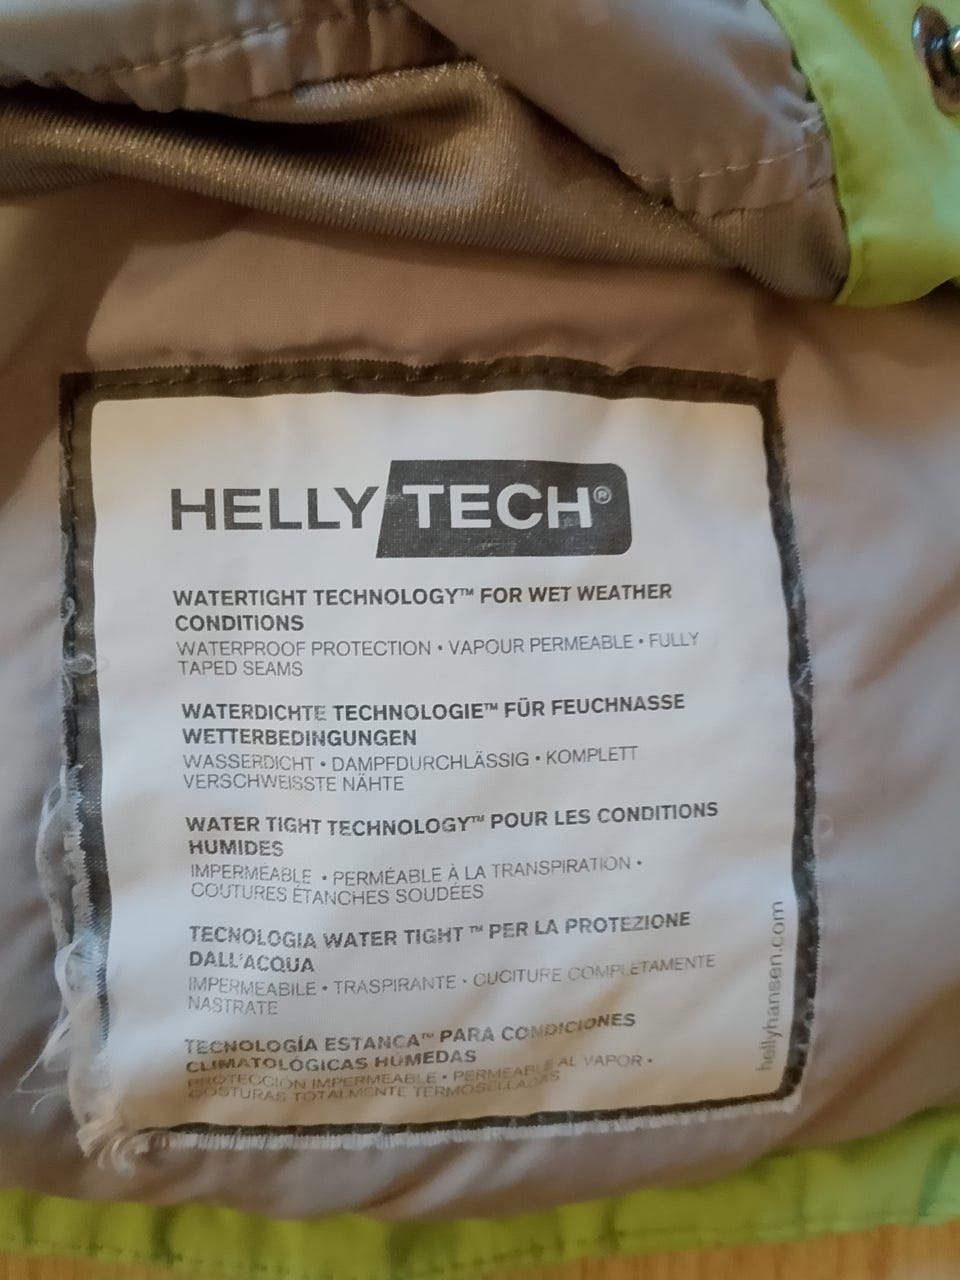 HELLY TECH®
WATERTIGHT TECHNOLOGY™ FOR WET WEATHER
CONDITIONS
WATERPROOF PROTECTION • VAPOUR PERMEABLE • FULLY
TAPED SEAMS
WATERDICHTE TECHNOLOGIE™ FÜR FEUCHNASSE
WETTERBEDINGUNGEN
WASSERDICHT • DAMPFDURCHLÄSSIG • KOMPLETT
VERSCHWEISSTE NÄHTE
WATER TIGHT TECHNOLOGY™ POUR LES CONDITIONS
HUMIDES
IMPERMÉABLE • PERMÉABLE À LA TRANSPIRATION •
COUTURES ÉTANCHES SOUDÉES
TECNOLOGIA WATER TIGHT ™ PER LA PROTEZIONE
DALL'ACQUA
IMPERMEABILE • TRASPIRANTE • CUCITURE COMPLETAMENTE
NASTRATE
TECNOLOGÍA ESTANCA™ PARA CONDICIONES
CLIMATOLÓGICAS HÚMEDAS
PROTECCIÓN IMPERMEABLE • PERMEABLE AL VAPOR •
COSTURAS TOTALMENTE TERMOSELLADAS
hellyhansen.com